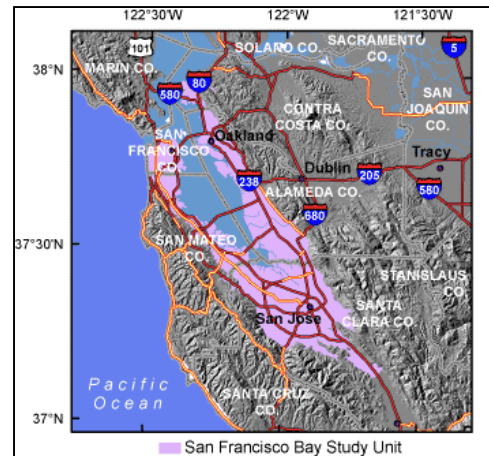 122°30'W 122°W 121°30'W
38°N
37°30'N
37°N
101
MARIN CO.
SOLANO CO.
SACRAMENTO
CO.
5
80
580
SAN
FRANCISCO
CO.
Oakland
CONTRA
COSTA CO.
SAN
JOAQUIN
CO.
Dublin
Tracy
238
ALAMEDA CO.
205
580
680
SAN MATEO
CO.
STANISLAUS
CO.
SANTA
CLARA CO.
San Jose
SANTA CRUZ
CO.
Pacific
Ocean
San Francisco Bay Study Unit